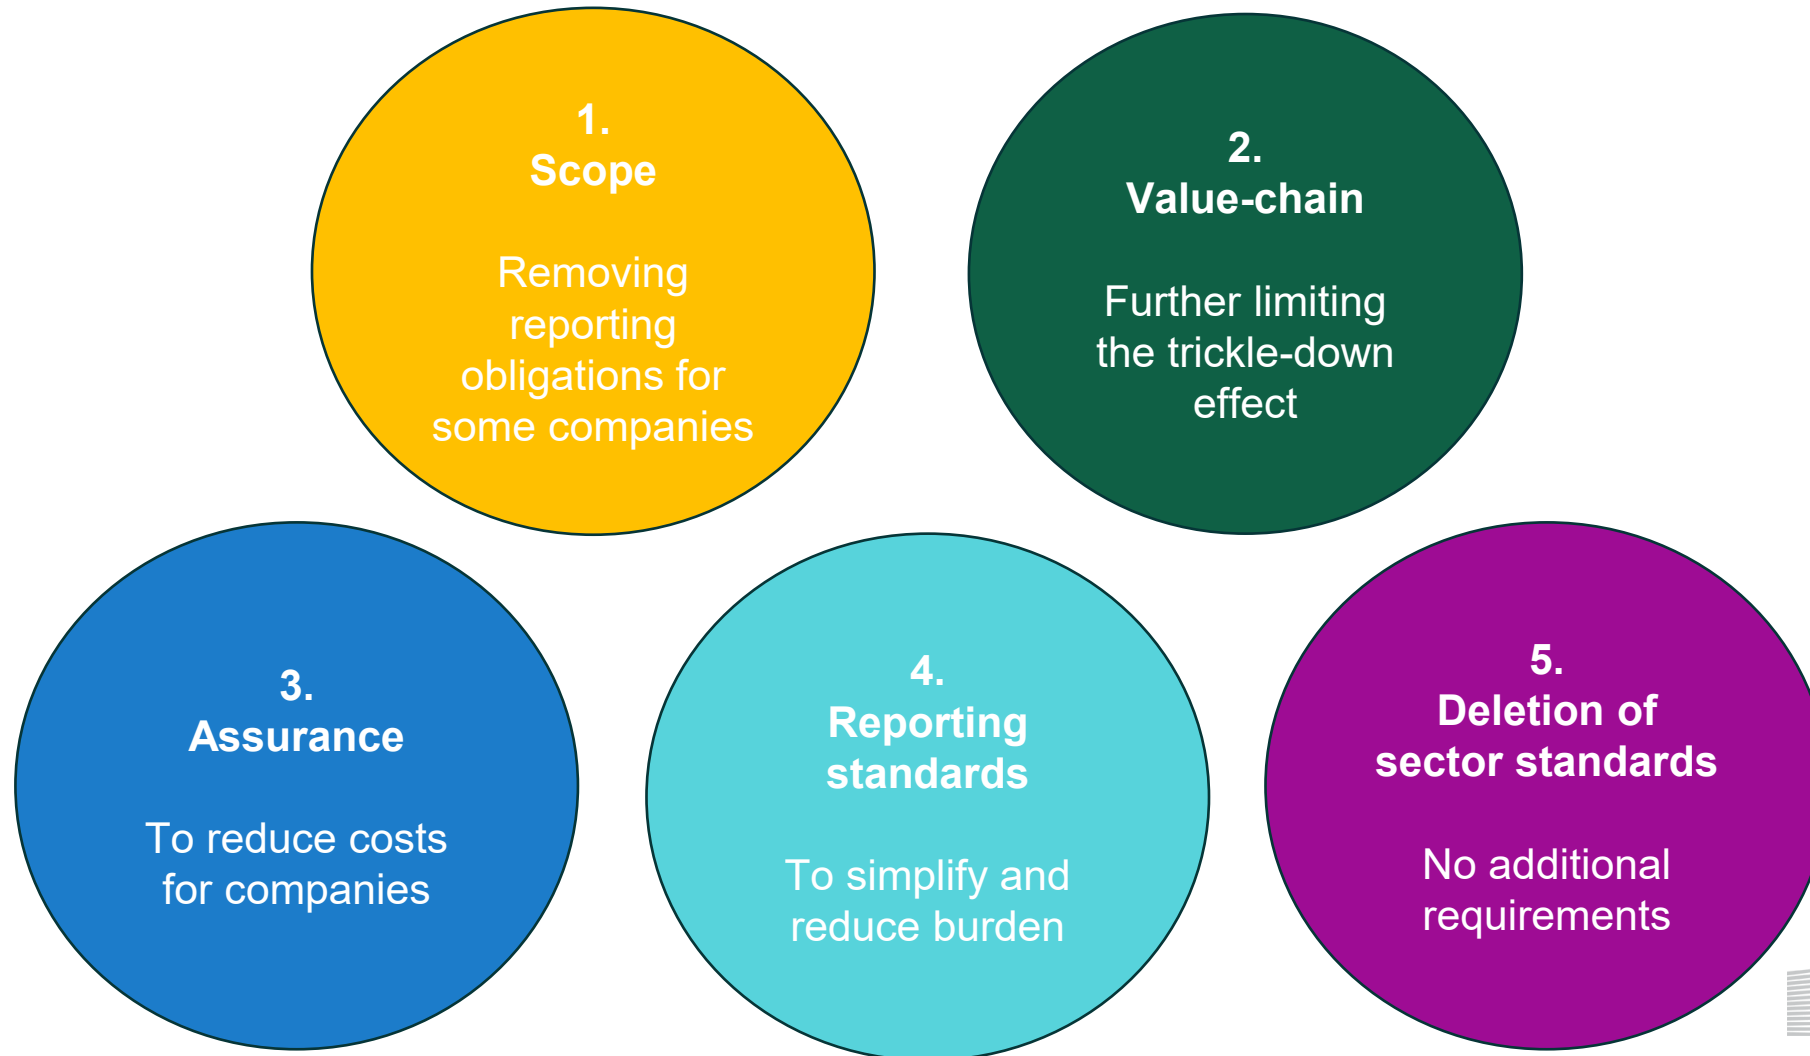 1.
Scope
Removing
reporting
obligations for
some companies
2.
Value-chain
Further limiting
the trickle-down
effect
3.
Assurance
To reduce costs
for companies
4.
Reporting
standards
To simplify and
reduce burden
5.
Deletion of
sector standards
No additional
requirements